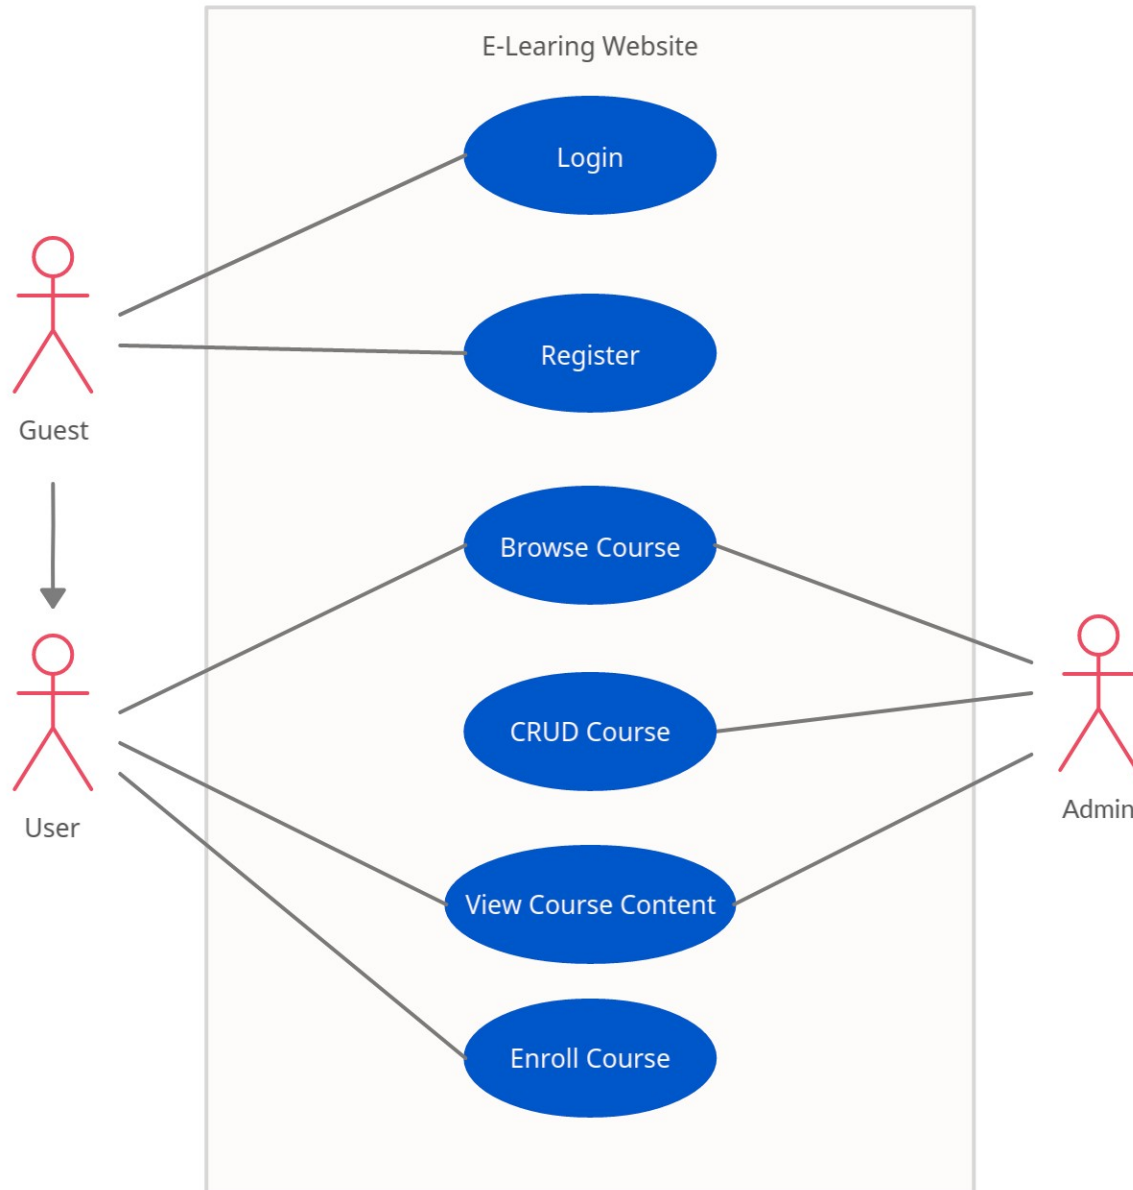 E-Learing Website
Login
Register
Guest
Browse Course
CRUD Course
Admin
User
View Course Content
Enroll Course